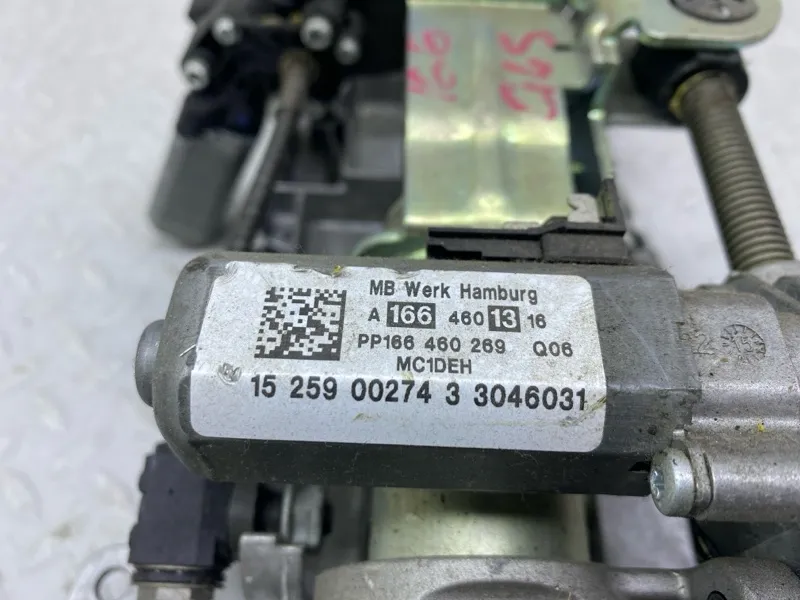 MB Werk Hamburg
A 166 460 13 16
PP166 460 269 Q06
MC1DEH
15 259 00274 3 3046031